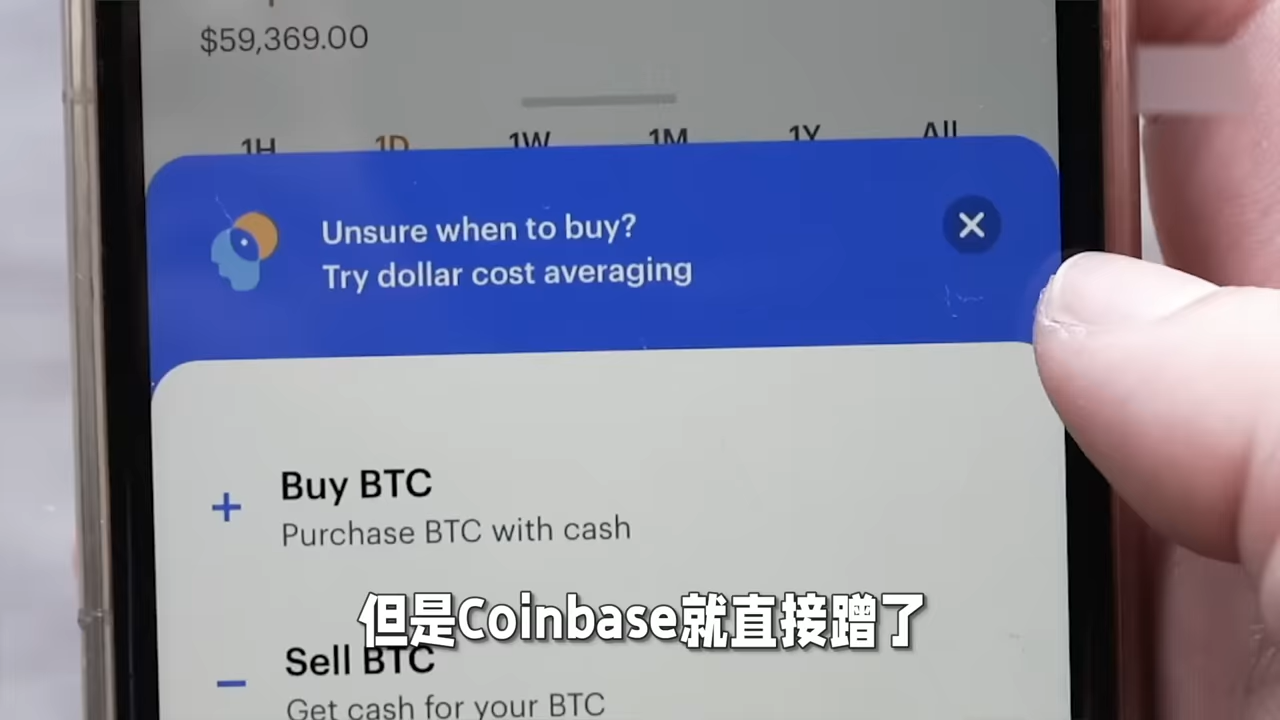 $59,369.00
1H 1D 1W 1M 1Y All
Unsure when to buy?
Try dollar cost averaging
Buy BTC
Purchase BTC with cash
但是Coinbase就直接蹭了
Sell BTC
Get cash for your BTC